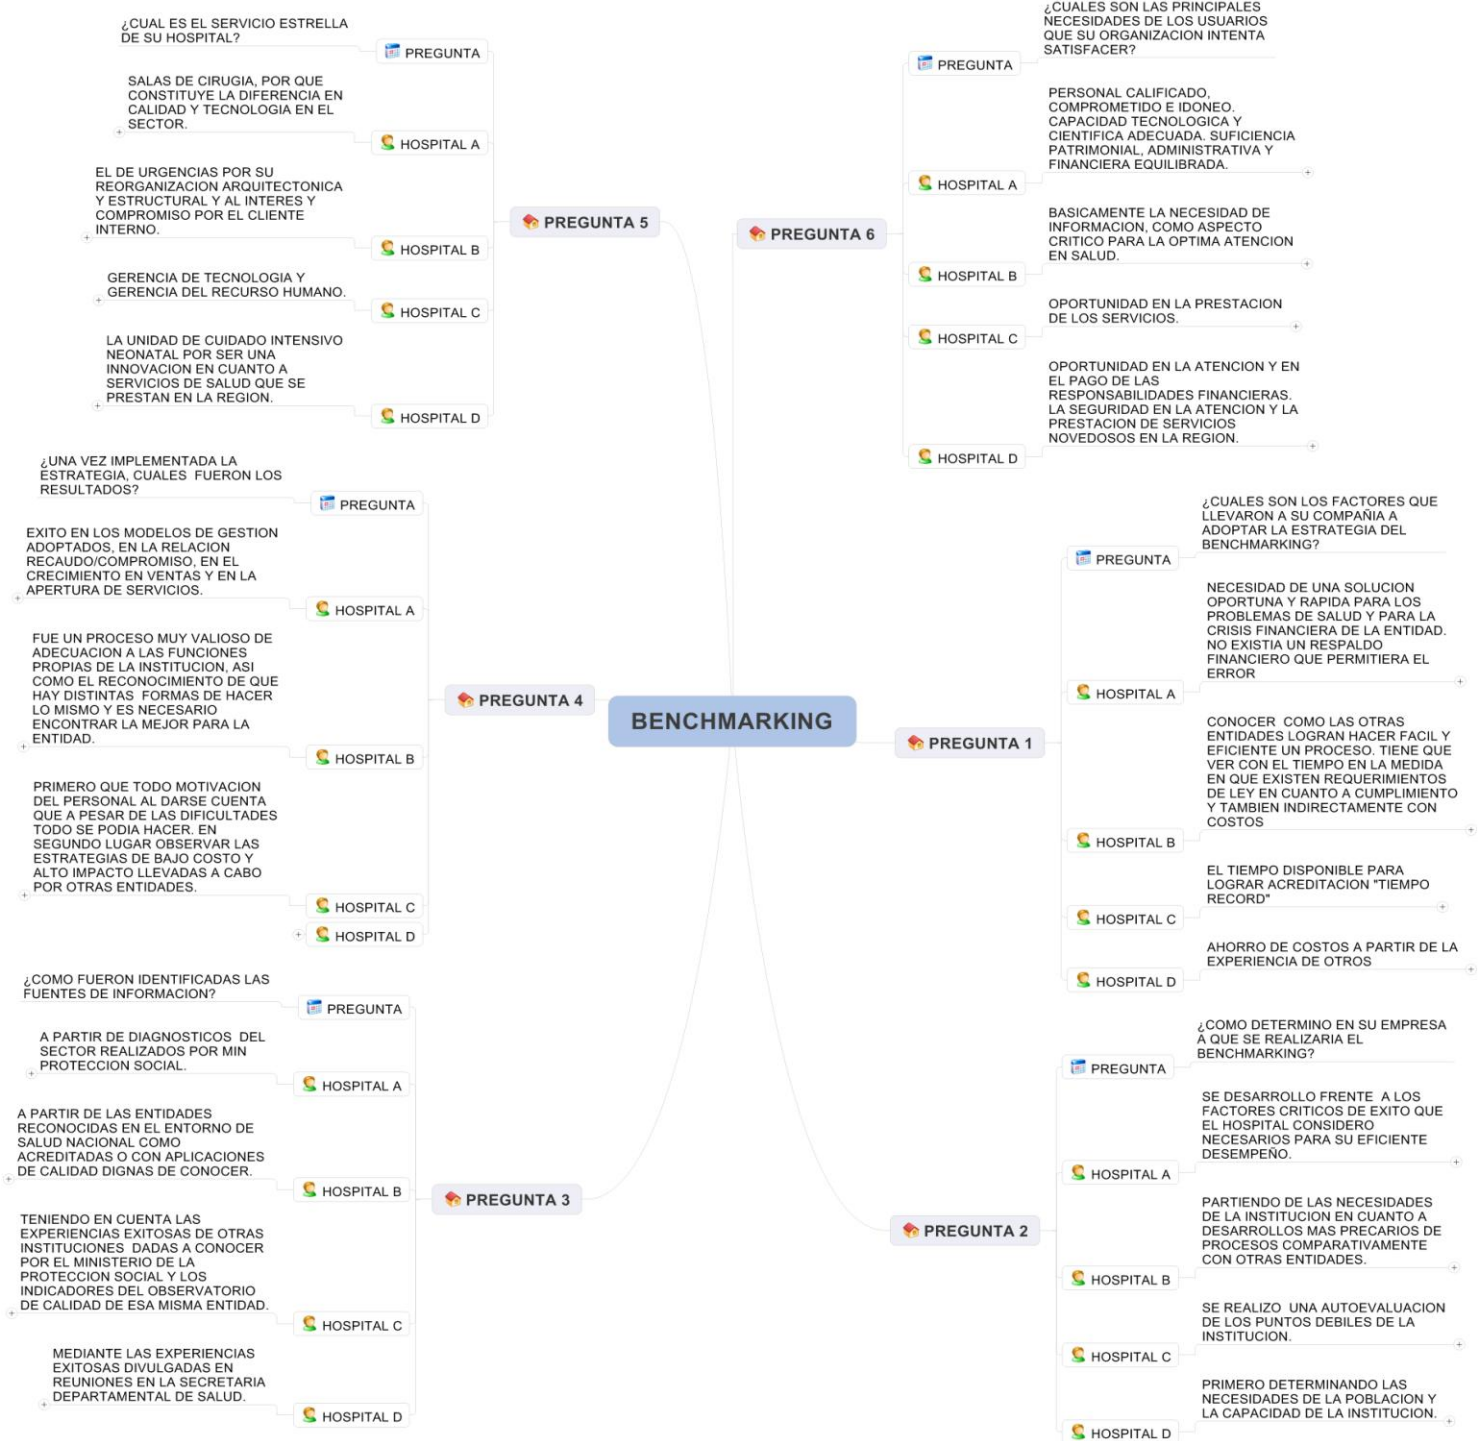 BENCHMARKING
PREGUNTA 1
PREGUNTA
¿CUALES SON LOS FACTORES QUE
LLEVARON A SU COMPAÑIA A
ADOPTAR LA ESTRATEGIA DEL
BENCHMARKING?
HOSPITAL A
NECESIDAD DE UNA SOLUCION
OPORTUNA Y RAPIDA PARA LOS
PROBLEMAS DE SALUD Y PARA LA
CRISIS FINANCIERA DE LA ENTIDAD.
NO EXISTIA UN RESPALDO
FINANCIERO QUE PERMITIERA EL
ERROR
HOSPITAL B
CONOCER  COMO LAS OTRAS
ENTIDADES LOGRAN HACER FACIL Y
EFICIENTE UN PROCESO. TIENE QUE
VER CON EL TIEMPO EN LA MEDIDA
EN QUE EXISTEN REQUERIMIENTOS
DE LEY EN CUANTO A CUMPLIMIENTO
Y TAMBIEN INDIRECTAMENTE CON
COSTOS
HOSPITAL C
EL TIEMPO DISPONIBLE PARA
LOGRAR ACREDITACION "TIEMPO
RECORD"
HOSPITAL D
AHORRO DE COSTOS A PARTIR DE LA
EXPERIENCIA DE OTROS
PREGUNTA 2
PREGUNTA
¿COMO DETERMINO EN SU EMPRESA
A QUE SE REALIZARIA EL
BENCHMARKING?
HOSPITAL A
SE DESARROLLO FRENTE  A LOS
FACTORES CRITICOS DE EXITO QUE
EL HOSPITAL CONSIDERO
NECESARIOS PARA SU EFICIENTE
DESEMPEÑO.
HOSPITAL B
PARTIENDO DE LAS NECESIDADES
DE LA INSTITUCION EN CUANTO A
DESARROLLOS MAS PRECARIOS DE
PROCESOS COMPARATIVAMENTE
CON OTRAS ENTIDADES.
HOSPITAL C
SE REALIZO  UNA AUTOEVALUACION
DE LOS PUNTOS DEBILES DE LA
INSTITUCION.
HOSPITAL D
PRIMERO DETERMINANDO LAS
NECESIDADES DE LA POBLACION Y
LA CAPACIDAD DE LA INSTITUCION.
PREGUNTA 3
PREGUNTA
¿COMO FUERON IDENTIFICADAS LAS
FUENTES DE INFORMACION?
HOSPITAL A
A PARTIR DE DIAGNOSTICOS  DEL
SECTOR REALIZADOS POR MIN
PROTECCION SOCIAL.
HOSPITAL B
A PARTIR DE LAS ENTIDADES
RECONOCIDAS EN EL ENTORNO DE
SALUD NACIONAL COMO
ACREDITADAS O CON APLICACIONES
DE CALIDAD DIGNAS DE CONOCER.
HOSPITAL C
TENIENDO EN CUENTA LAS
EXPERIENCIAS EXITOSAS DE OTRAS
INSTITUCIONES  DADAS A CONOCER
POR EL MINISTERIO DE LA
PROTECCION SOCIAL Y LOS
INDICADORES DEL OBSERVATORIO
DE CALIDAD DE ESA MISMA ENTIDAD.
HOSPITAL D
MEDIANTE LAS EXPERIENCIAS
EXITOSAS DIVULGADAS EN
REUNIONES EN LA SECRETARIA
DEPARTAMENTAL DE SALUD.
PREGUNTA 4
PREGUNTA
¿UNA VEZ IMPLEMENTADA LA
ESTRATEGIA, CUALES  FUERON LOS
RESULTADOS?
HOSPITAL A
EXITO EN LOS MODELOS DE GESTION
ADOPTADOS, EN LA RELACION
RECAUDO/COMPROMISO, EN EL
CRECIMIENTO EN VENTAS Y EN LA
APERTURA DE SERVICIOS.
HOSPITAL B
FUE UN PROCESO MUY VALIOSO DE
ADECUACION A LAS FUNCIONES
PROPIAS DE LA INSTITUCION, ASI
COMO EL RECONOCIMIENTO DE QUE
HAY DISTINTAS  FORMAS DE HACER
LO MISMO Y ES NECESARIO
ENCONTRAR LA MEJOR PARA LA
ENTIDAD.
HOSPITAL C
PRIMERO QUE TODO MOTIVACION
DEL PERSONAL AL DARSE CUENTA
QUE A PESAR DE LAS DIFICULTADES
TODO SE PODIA HACER. EN
SEGUNDO LUGAR OBSERVAR LAS
ESTRATEGIAS DE BAJO COSTO Y
ALTO IMPACTO LLEVADAS A CABO
POR OTRAS ENTIDADES.
HOSPITAL D
PREGUNTA 5
PREGUNTA
¿CUAL ES EL SERVICIO ESTRELLA
DE SU HOSPITAL?
HOSPITAL A
SALAS DE CIRUGIA, POR QUE
CONSTITUYE LA DIFERENCIA EN
CALIDAD Y TECNOLOGIA EN EL
SECTOR.
HOSPITAL B
EL DE URGENCIAS POR SU
REORGANIZACION ARQUITECTONICA
Y ESTRUCTURAL Y AL INTERES Y
COMPROMISO POR EL CLIENTE
INTERNO.
HOSPITAL C
GERENCIA DE TECNOLOGIA Y
GERENCIA DEL RECURSO HUMANO.
HOSPITAL D
LA UNIDAD DE CUIDADO INTENSIVO
NEONATAL POR SER UNA
INNOVACION EN CUANTO A
SERVICIOS DE SALUD QUE SE
PRESTAN EN LA REGION.
PREGUNTA 6
PREGUNTA
¿CUALES SON LAS PRINCIPALES
NECESIDADES DE LOS USUARIOS
QUE SU ORGANIZACION INTENTA
SATISFACER?
HOSPITAL A
PERSONAL CALIFICADO,
COMPROMETIDO E IDONEO.
CAPACIDAD TECNOLOGICA Y
CIENTIFICA ADECUADA. SUFICIENCIA
PATRIMONIAL, ADMINISTRATIVA Y
FINANCIERA EQUILIBRADA.
HOSPITAL B
BASICAMENTE LA NECESIDAD DE
INFORMACION, COMO ASPECTO
CRITICO PARA LA OPTIMA ATENCION
EN SALUD.
HOSPITAL C
OPORTUNIDAD EN LA PRESTACION
DE LOS SERVICIOS.
HOSPITAL D
OPORTUNIDAD EN LA ATENCION Y EN
EL PAGO DE LAS
RESPONSABILIDADES FINANCIERAS.
LA SEGURIDAD EN LA ATENCION Y LA
PRESTACION DE SERVICIOS
NOVEDOSOS EN LA REGION.